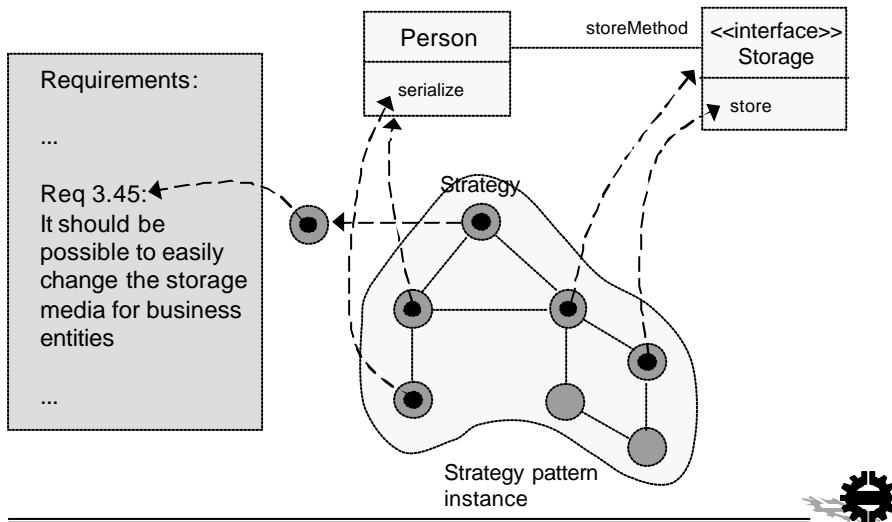 Requirements:
...
Req 3.45:
It should be
possible to easily
change the storage
media for business
entities
...
Person
serialize
storeMethod
<<interface>>
Storage
store
Strategy
Strategy pattern
instance